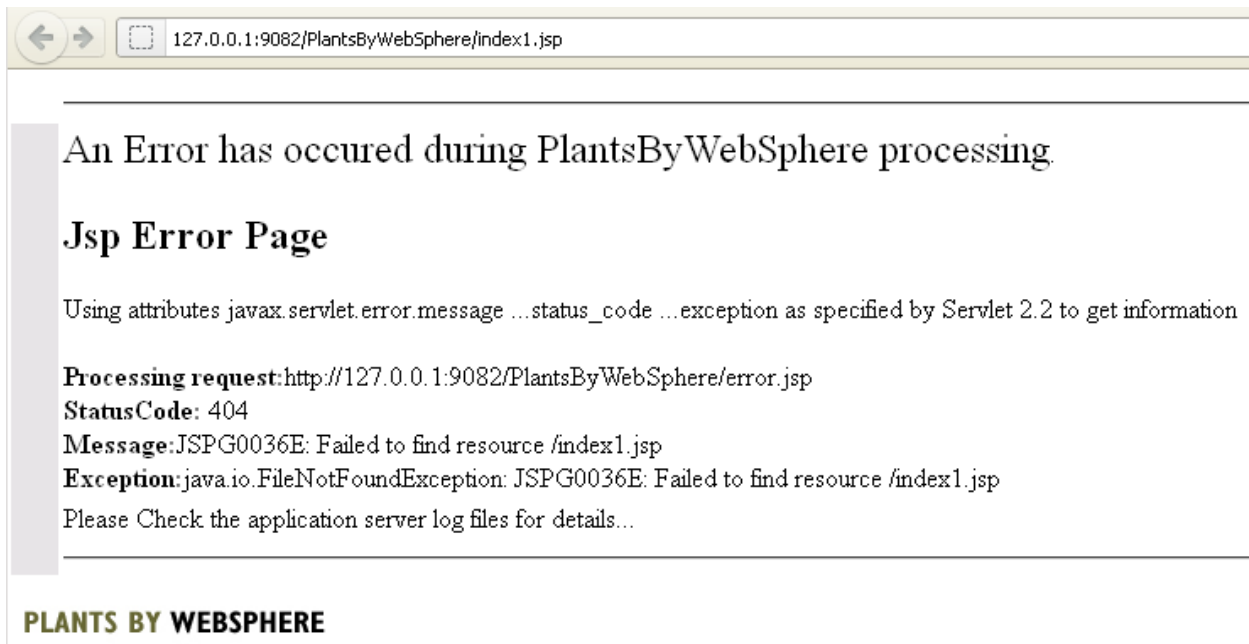 127.0.0.1:9082/PlantsByWebSphere/index1.jsp
An Error has occured during PlantsByWebSphere processing.
Jsp Error Page
Using attributes javax.servlet.error.message ...status_code ...exception as specified by Servlet 2.2 to get information
Processing request:http://127.0.0.1:9082/PlantsByWebSphere/error.jsp
StatusCode: 404
Message:JSPG0036E: Failed to find resource /index1.jsp
Exception:java.io.FileNotFoundException: JSPG0036E: Failed to find resource /index1.jsp
Please Check the application server log files for details...
PLANTS BY WEBSPHERE